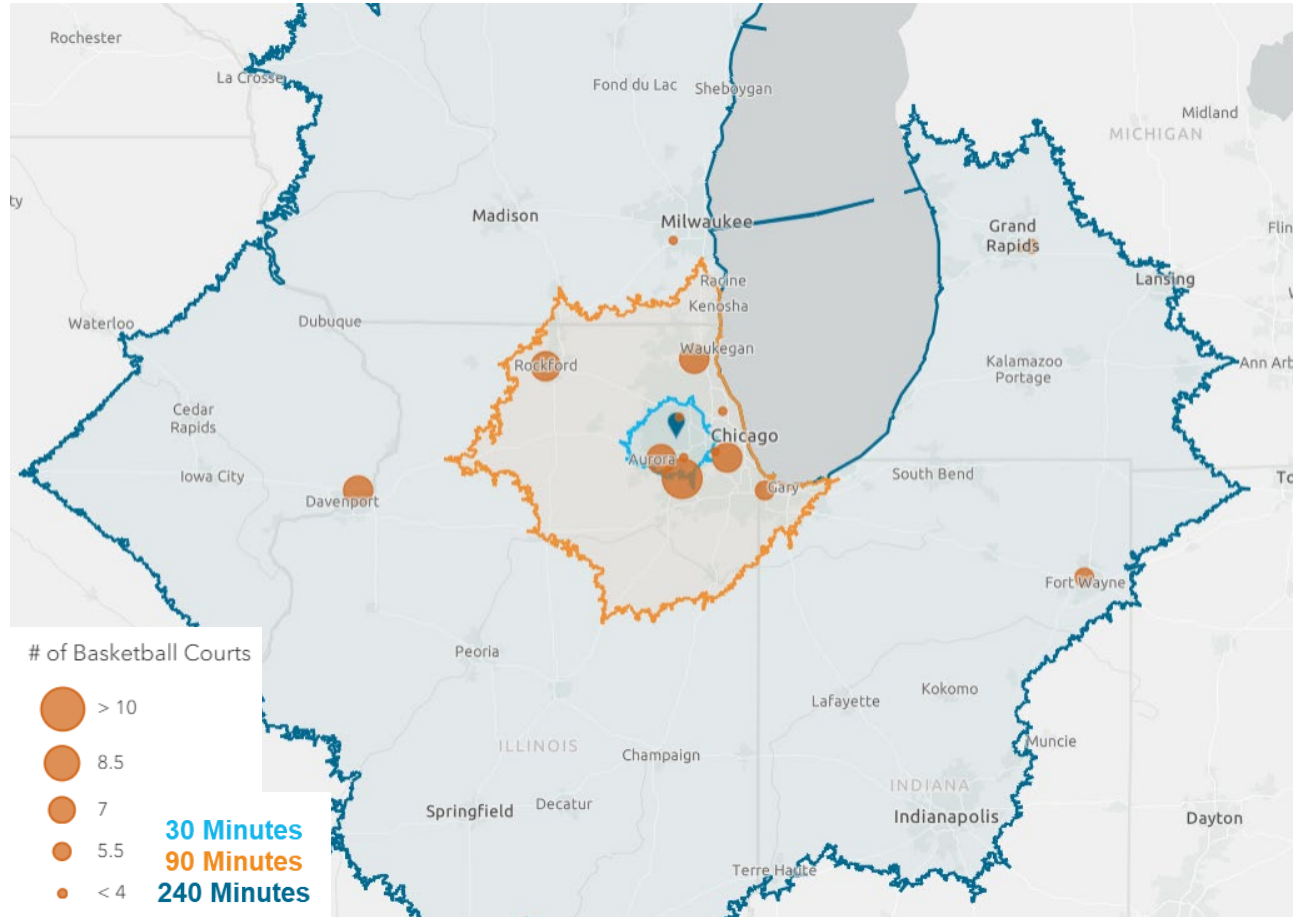 Rochester
La Crosse
Fond du Lac
Sheboygan
Midland
MICHIGAN
ty
Madison
Milwaukee
Grand
Rapids
Flin
Lansing
Racine
Kenosha
Waterloo
Dubuque
Waukegan
Rockford
Kalamazoo
Portage
Ann Arb
Cedar
Rapids
Chicago
Aurora
Iowa City
South Bend
To
Davenport
Gary
Fort Wayne
Peoria
Lafayette
Kokomo
ILLINOIS
Champaign
Muncie
INDIANA
Springfield
Decatur
Indianapolis
Dayton
Terre Haute
# of Basketball Courts
> 10
8.5
7
5.5
< 4
30 Minutes
90 Minutes
240 Minutes